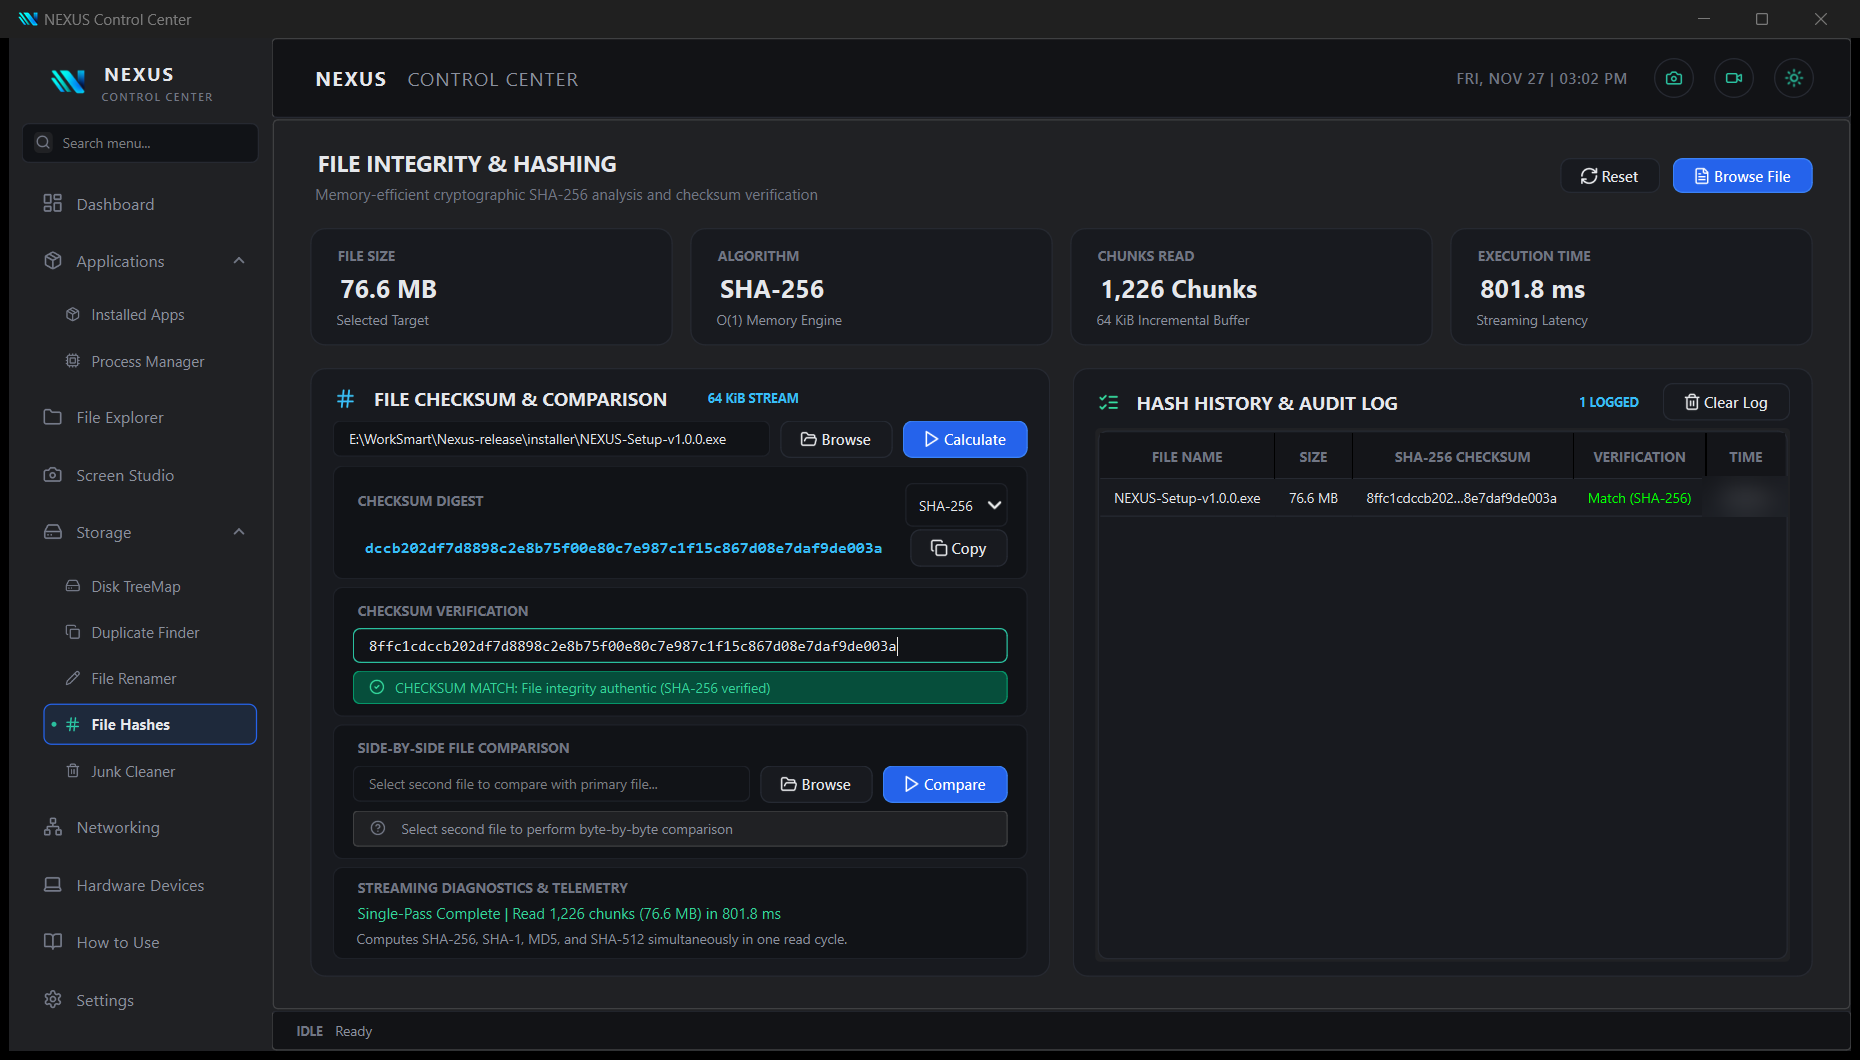 NEXUS Control Center
NEXUS
CONTROL CENTER
Search menu...
Dashboard
Applications
Installed Apps
Process Manager
File Explorer
Screen Studio
Storage
Disk TreeMap
Duplicate Finder
File Renamer
File Hashes
Junk Cleaner
Networking
Hardware Devices
How to Use
Settings
NEXUS CONTROL CENTER
FRI, NOV 27 | 03:02 PM
FILE INTEGRITY & HASHING
Memory-efficient cryptographic SHA-256 analysis and checksum verification
Reset
Browse File
FILE SIZE
76.6 MB
Selected Target
ALGORITHM
SHA-256
O(1) Memory Engine
CHUNKS READ
1,226 Chunks
64 KiB Incremental Buffer
EXECUTION TIME
801.8 ms
Streaming Latency
FILE CHECKSUM & COMPARISON 64 KiB STREAM
E:\WorkSmart\Nexus-release\installer\NEXUS-Setup-v1.0.0.exe Browse Calculate
CHECKSUM DIGEST SHA-256
dccb202df7d8898c2e8b75f00e80c7e987c1f15c867d08e7daf9de003a Copy
CHECKSUM VERIFICATION
8ffc1cdccb202df7d8898c2e8b75f00e80c7e987c1f15c867d08e7daf9de003a
CHECKSUM MATCH: File integrity authentic (SHA-256 verified)
SIDE-BY-SIDE FILE COMPARISON
Select second file to compare with primary file... Browse Compare
Select second file to perform byte-by-byte comparison
STREAMING DIAGNOSTICS & TELEMETRY
Single-Pass Complete | Read 1,226 chunks (76.6 MB) in 801.8 ms
Computes SHA-256, SHA-1, MD5, and SHA-512 simultaneously in one read cycle.
HASH HISTORY & AUDIT LOG 1 LOGGED Clear Log
FILE NAME SIZE SHA-256 CHECKSUM VERIFICATION TIME
NEXUS-Setup-v1.0.0.exe 76.6 MB 8ffc1cdccb202...8e7daf9de003a Match (SHA-256)
IDLE Ready